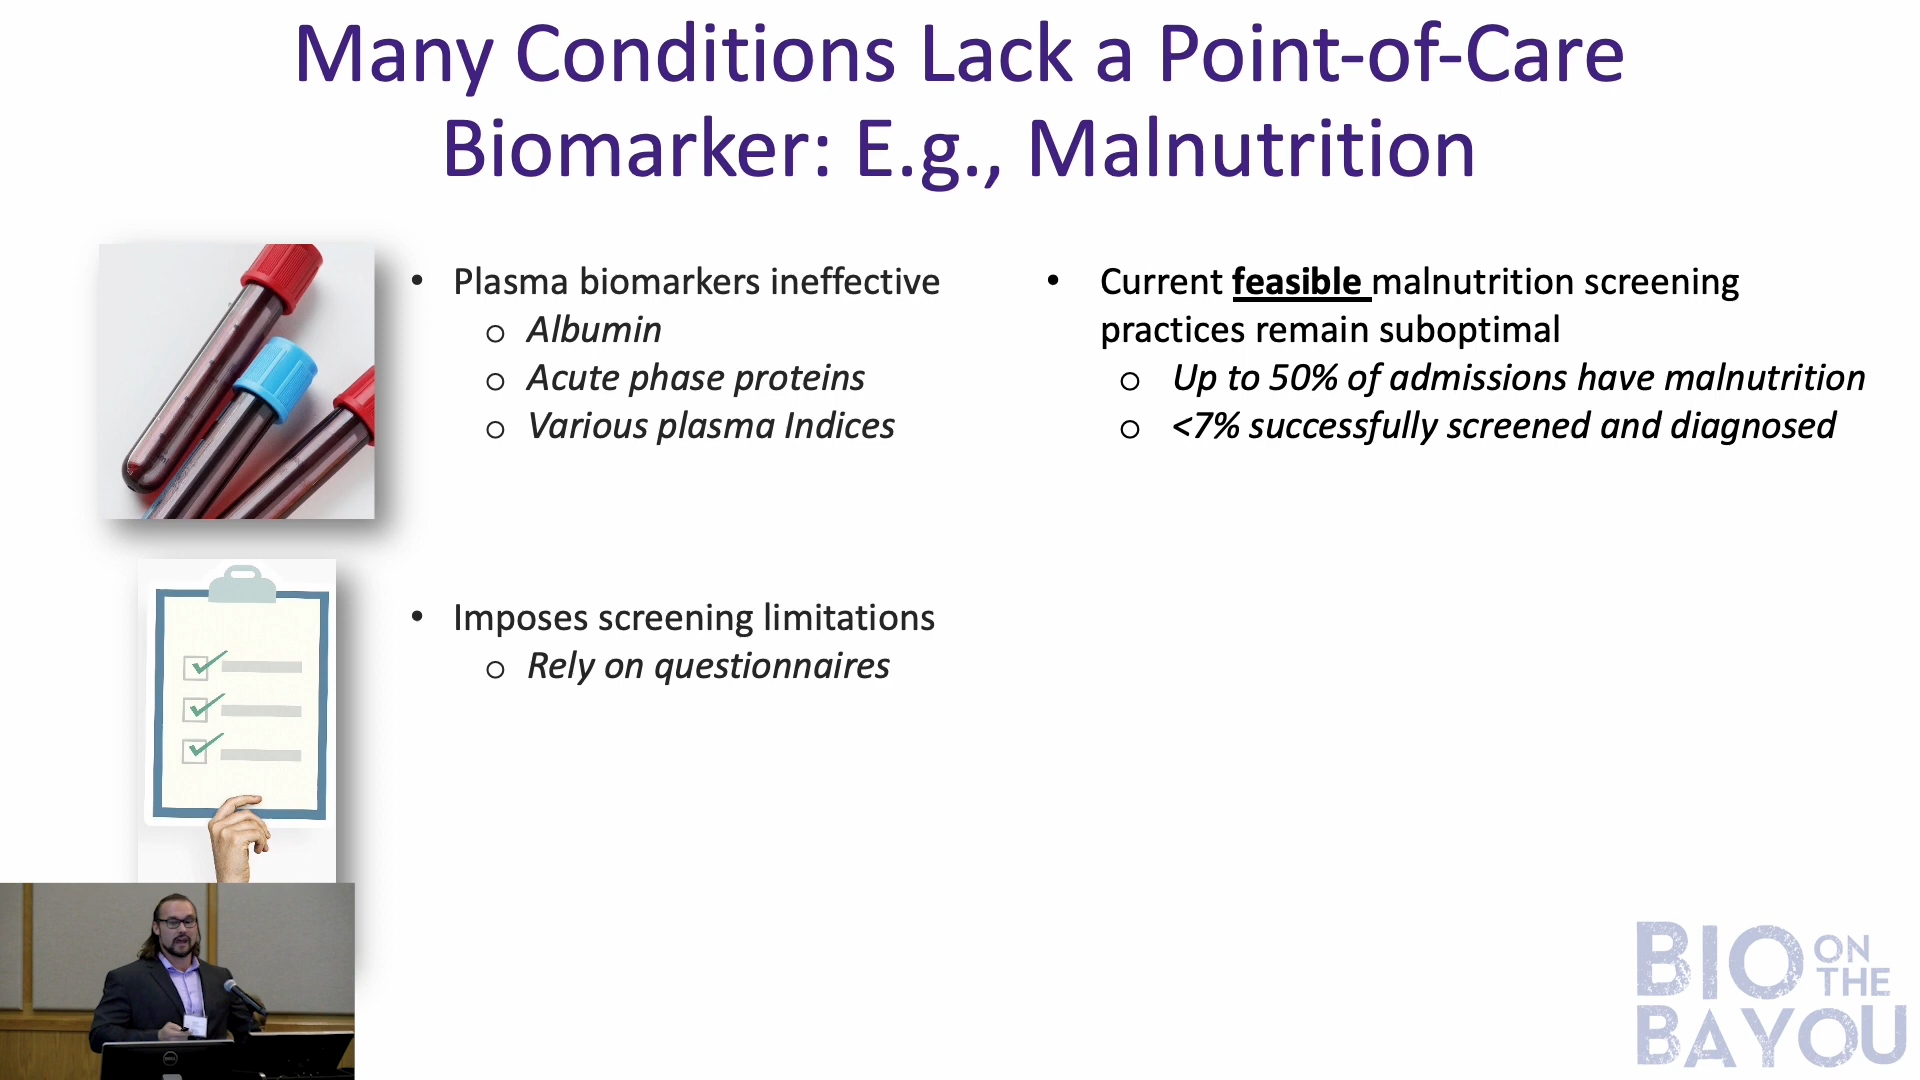 Many Conditions Lack a Point-of-Care
Biomarker: E.g., Malnutrition
• Plasma biomarkers ineffective
o Albumin
o Acute phase proteins
o Various plasma Indices
• Imposes screening limitations
o Rely on questionnaires
• Current feasible malnutrition screening
practices remain suboptimal
o Up to 50% of admissions have malnutrition
o <7% successfully screened and diagnosed
DELL
BIO ON
THE
BAYOU